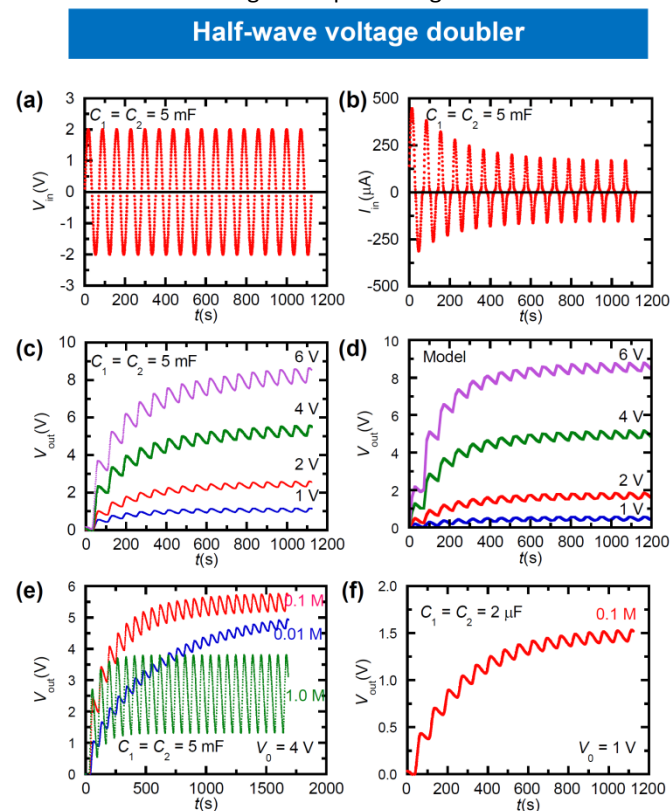 Half-wave voltage doubler
(a)
C1 = C2 = 5 mF
3
2
1
0
-1
-2
-3
Vin(V)
0 200 400 600 800 1000 1200
t(s)
(b)
C1 = C2 = 5 mF
500
250
0
-250
-500
Iin(μA)
0 200 400 600 800 1000 1200
t(s)
(c)
C1 = C2 = 5 mF
10
8
6
4
2
0
Vout(V)
6 V
4 V
2 V
1 V
0 200 400 600 800 1000 1200
t(s)
(d)
Model
10
8
6
4
2
0
Vout(V)
6 V
4 V
2 V
1 V
0 200 400 600 800 1000 1200
t(s)
(e)
6
5
4
3
2
1
0
Vout(V)
0.1 M
0.01 M
1.0 M
C1 = C2 = 5 mF
V0 = 4 V
0 250 500 750 1000 1250 1500 1750 2000
t(s)
(f)
C1 = C2 = 2 μF
0.1 M
2.0
1.5
1.0
0.5
0.0
Vout(V)
V0 = 1 V
0 200 400 600 800 1000 1200
t(s)